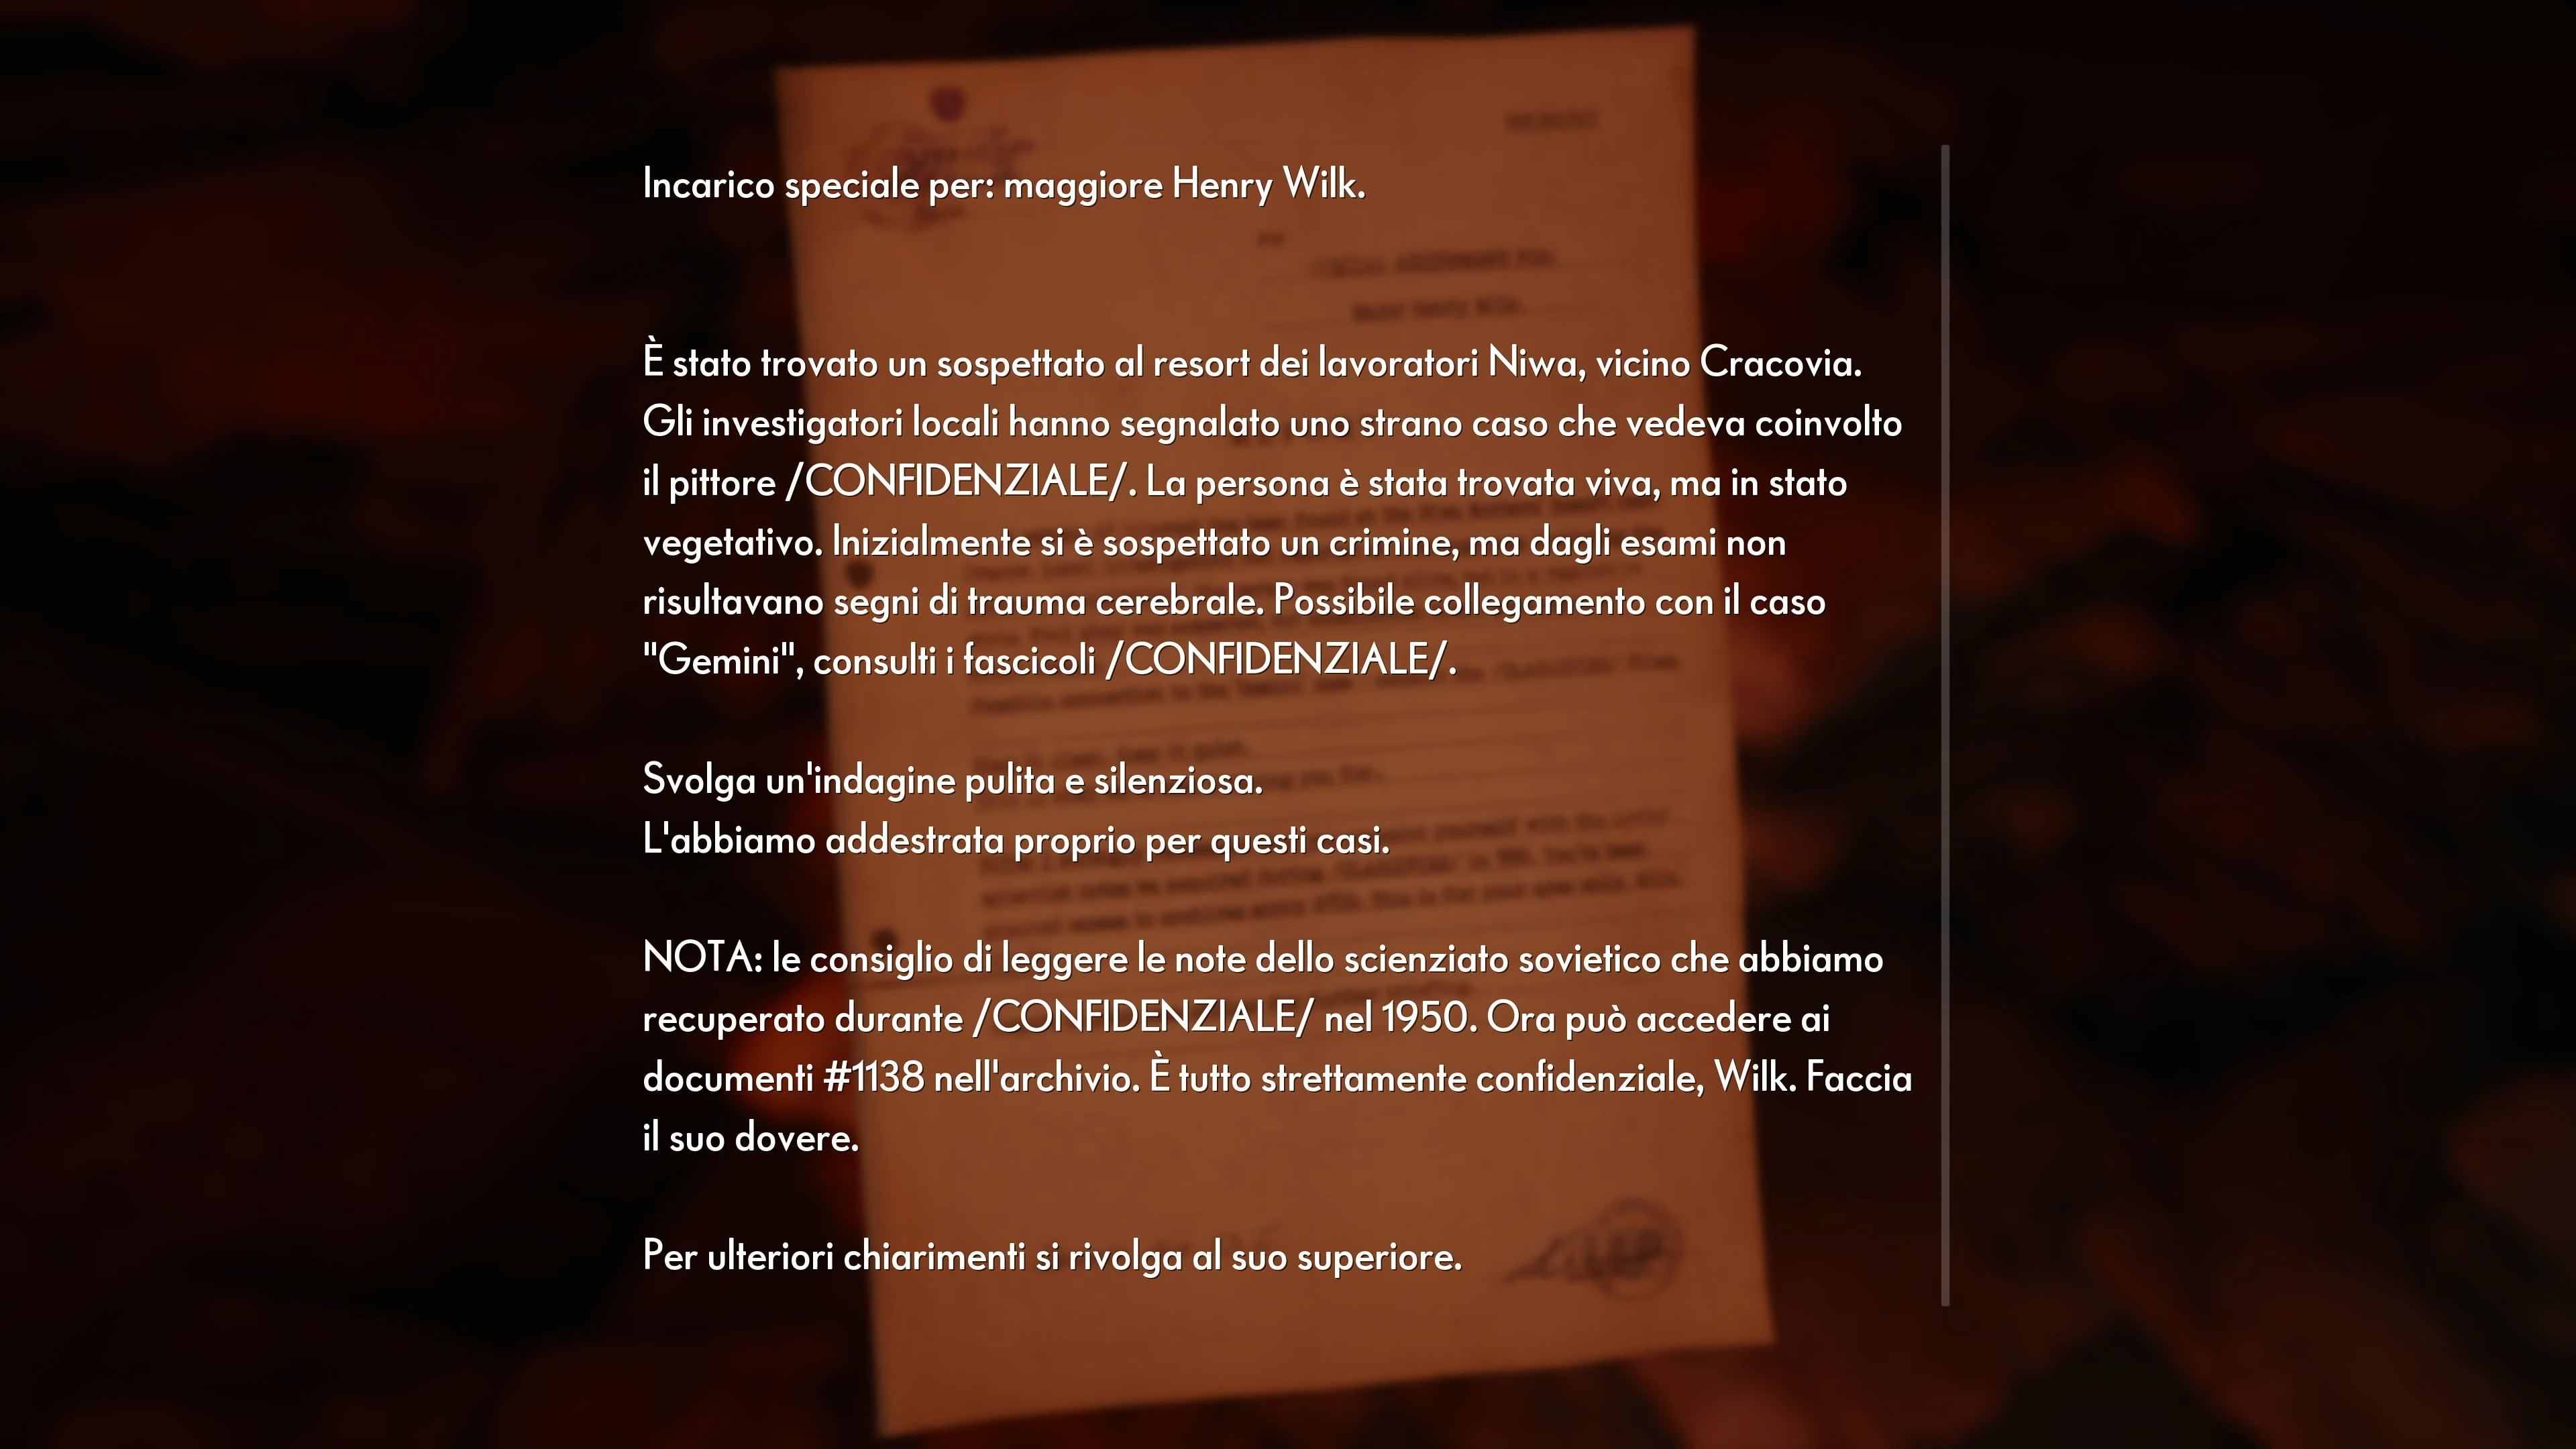 Incarico speciale per: maggiore Henry Wilk.
È stato trovato un sospettato al resort dei lavoratori Niwa, vicino Cracovia.
Gli investigatori locali hanno segnalato uno strano caso che vedeva coinvolto
il pittore /CONFIDENZIALE/. La persona è stata trovata viva, ma in stato
vegetativo. Inizialmente si è sospettato un crimine, ma dagli esami non
risultavano segni di trauma cerebrale. Possibile collegamento con il caso
"Gemini", consulti i fascicoli /CONFIDENZIALE/.
Svolga un'indagine pulita e silenziosa.
L'abbiamo addestrata proprio per questi casi.
NOTA: le consiglio di leggere le note dello scienziato sovietico che abbiamo
recuperato durante /CONFIDENZIALE/ nel 1950. Ora può accedere ai
documenti #1138 nell'archivio. È tutto strettamente confidenziale, Wilk. Faccia
il suo dovere.
Per ulteriori chiarimenti si rivolga al suo superiore.